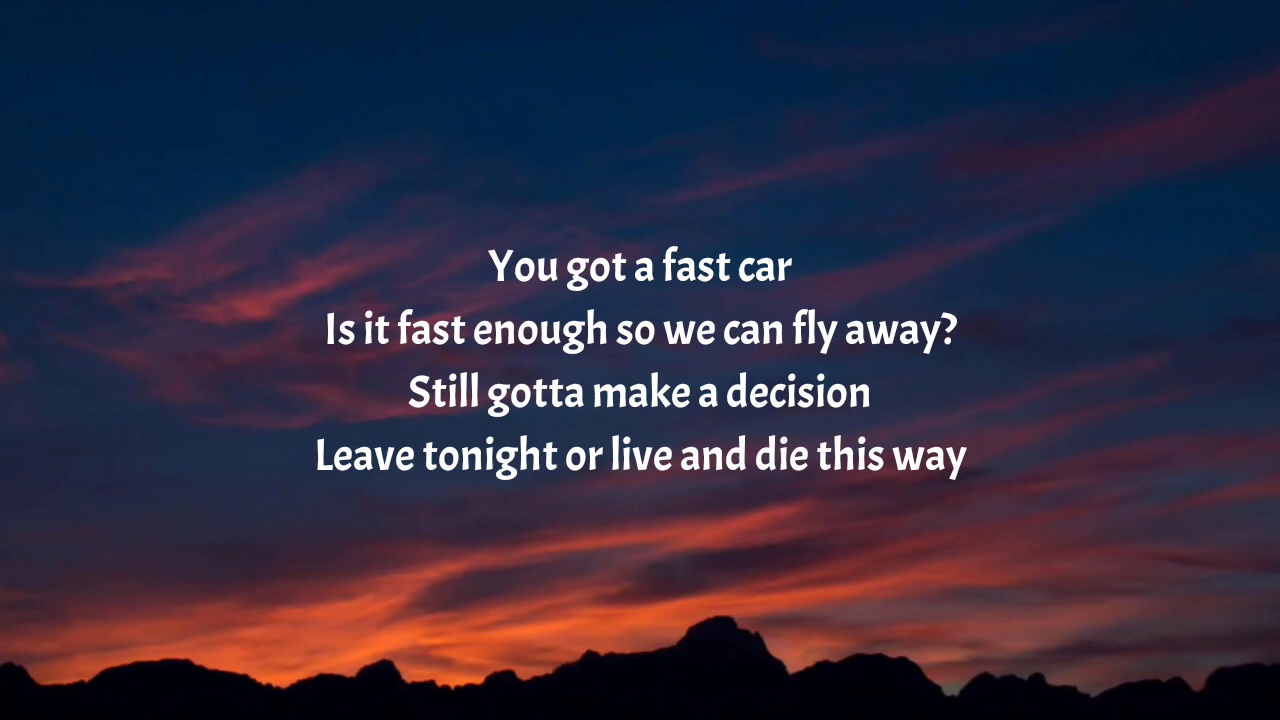 You got a fast car
Is it fast enough so we can fly away?
Still gotta make a decision
Leave tonight or live and die this way